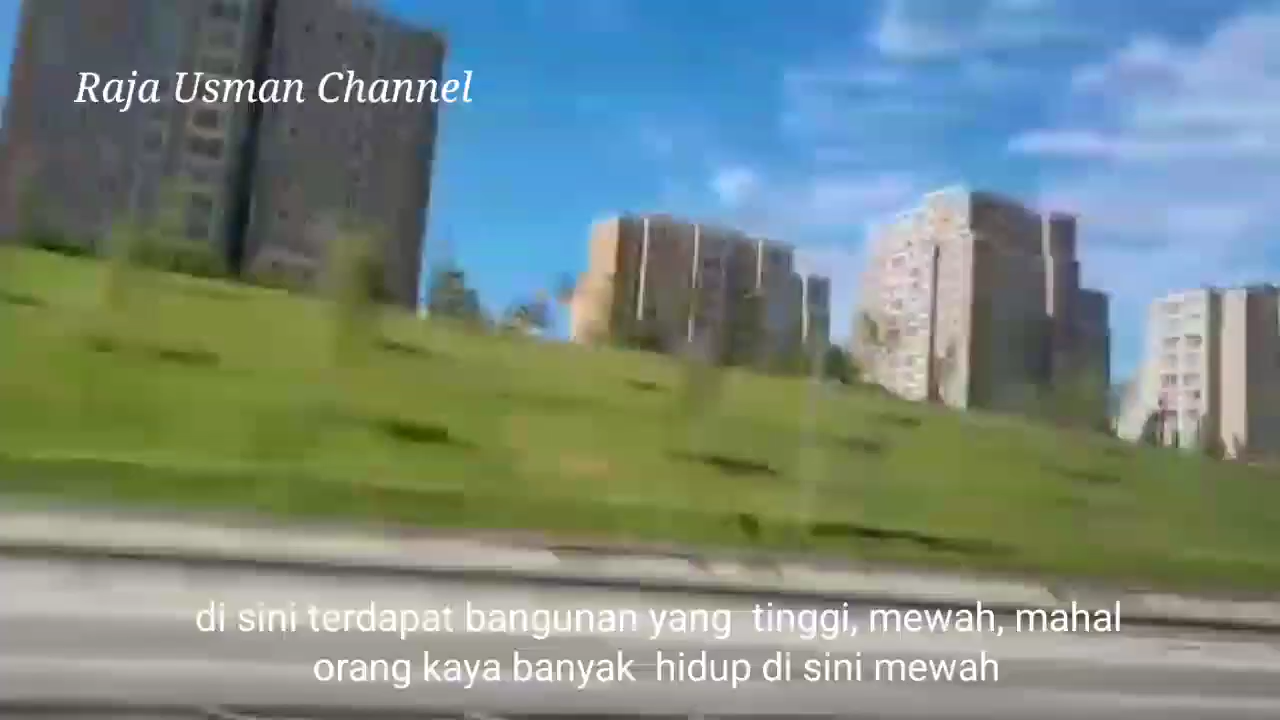 Raja Usman Channel
di sini terdapat bangunan yang  tinggi, mewah, mahal
orang kaya banyak  hidup di sini mewah